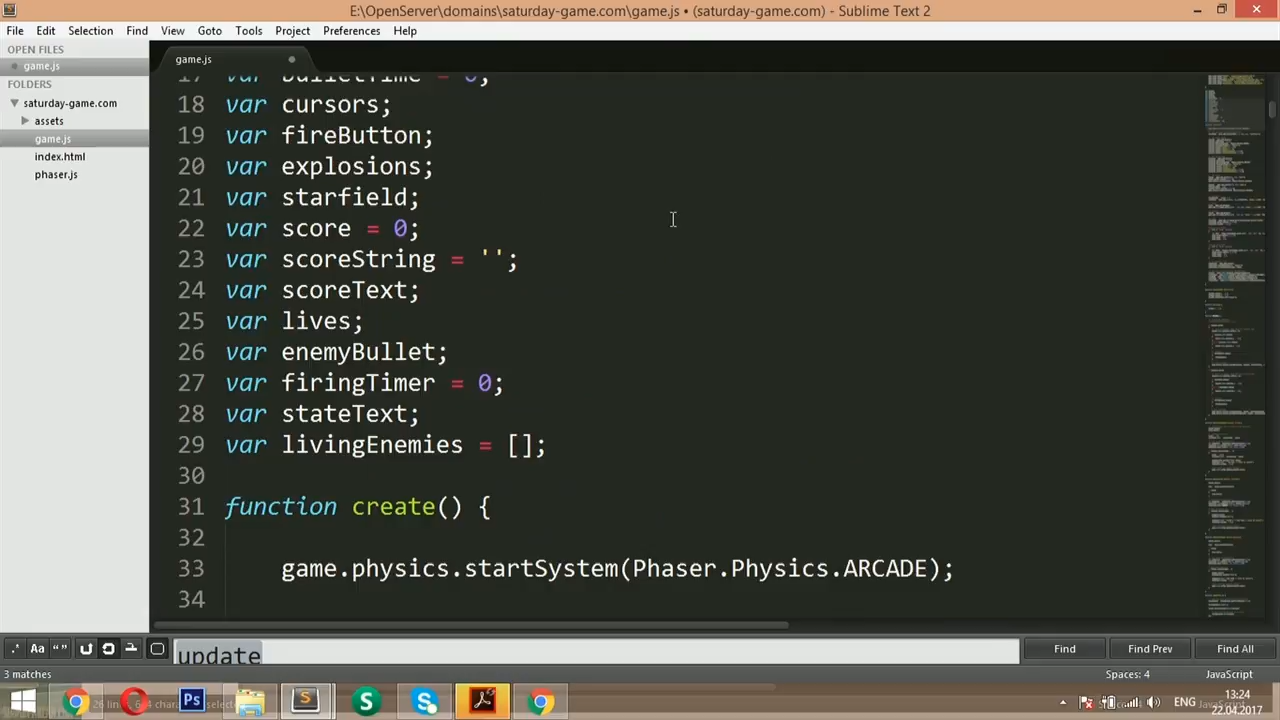 E:\OpenServer\domains\saturday-game.com\game.js • (saturday-game.com) - Sublime Text 2
File Edit Selection Find View Goto Tools Project Preferences Help
OPEN FILES
game.js
FOLDERS
saturday-game.com
assets
game.js
index.html
phaser.js
game.js
17 var bulletTime = 0;
18 var cursors;
19 var fireButton;
20 var explosions;
21 var starfield;
22 var score = 0;
23 var scoreString = '';
24 var scoreText;
25 var lives;
26 var enemyBullet;
27 var firingTimer = 0;
28 var stateText;
29 var livingEnemies = [];
30
31 function create() {
32
33 game.physics.startSystem(Phaser.Physics.ARCADE);
34
.* Aa “ ”
update
Find Find Prev Find All
3 matches
Spaces: 4 JavaScript
Ps
S
ENG
13:24
22.04.2017